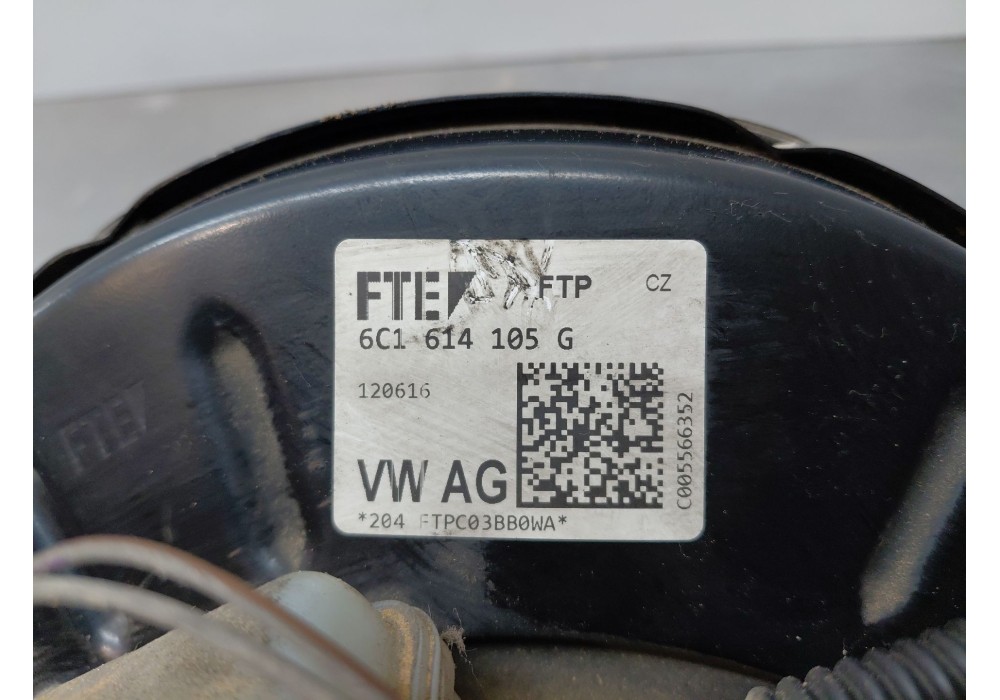 FTE FTP CZ
6C1 614 105 G
120616
C005566352
VW AG
*204 FTPC03BB0WA*
FTE